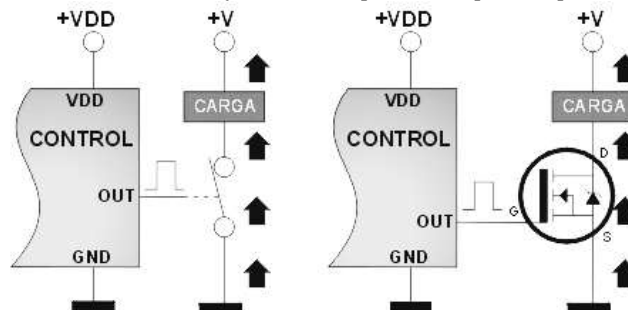 +VDD
+V
VDD
CARGA
CONTROL
OUT
GND
+VDD
+V
VDD
CARGA
CONTROL
D
G
OUT
S
GND